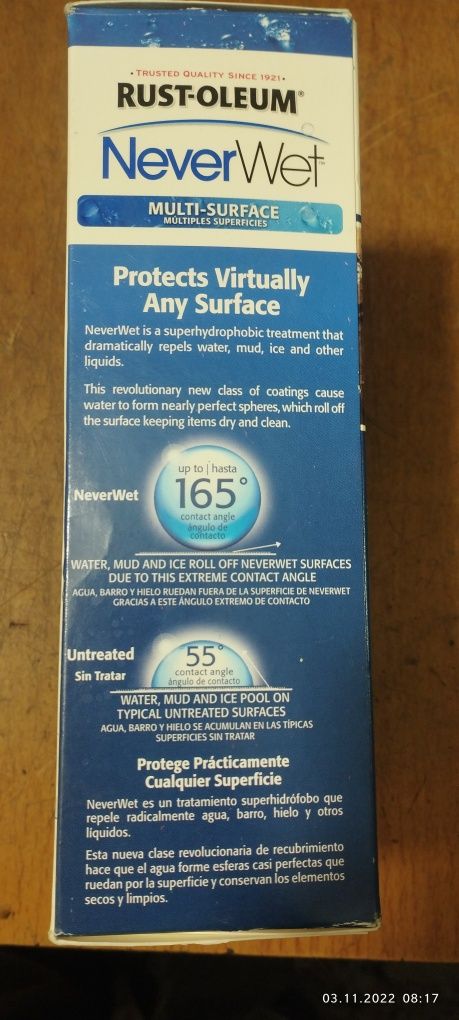 • TRUSTED QUALITY SINCE 1921 •
RUST-OLEUM®
NeverWet™
MULTI-SURFACE
MÚLTIPLES SUPERFICIES
Protects Virtually
Any Surface
NeverWet is a superhydrophobic treatment that
dramatically repels water, mud, ice and other
liquids.
This revolutionary new class of coatings cause
water to form nearly perfect spheres, which roll off
the surface keeping items dry and clean.
up to | hasta
NeverWet
165°
contact angle
ángulo de
contacto
WATER, MUD AND ICE ROLL OFF NEVERWET SURFACES
DUE TO THIS EXTREME CONTACT ANGLE
AGUA, BARRO Y HIELO RUEDAN FUERA DE LA SUPERFICIE DE NEVERWET
GRACIAS A ESTE ÁNGULO EXTREMO DE CONTACTO
Untreated
Sin Tratar
55°
contact angle
ángulo de contacto
WATER, MUD AND ICE POOL ON
TYPICAL UNTREATED SURFACES
AGUA, BARRO Y HIELO SE ACUMULAN EN LAS TÍPICAS
SUPERFICIES SIN TRATAR
Protege Prácticamente
Cualquier Superficie
NeverWet es un tratamiento superhidrófobo que
repele radicalmente agua, barro, hielo y otros
líquidos.
Esta nueva clase revolucionaria de recubrimiento
hace que el agua forme esferas casi perfectas que
ruedan por la superficie y conservan los elementos
secos y limpios.
03.11.2022 08:17